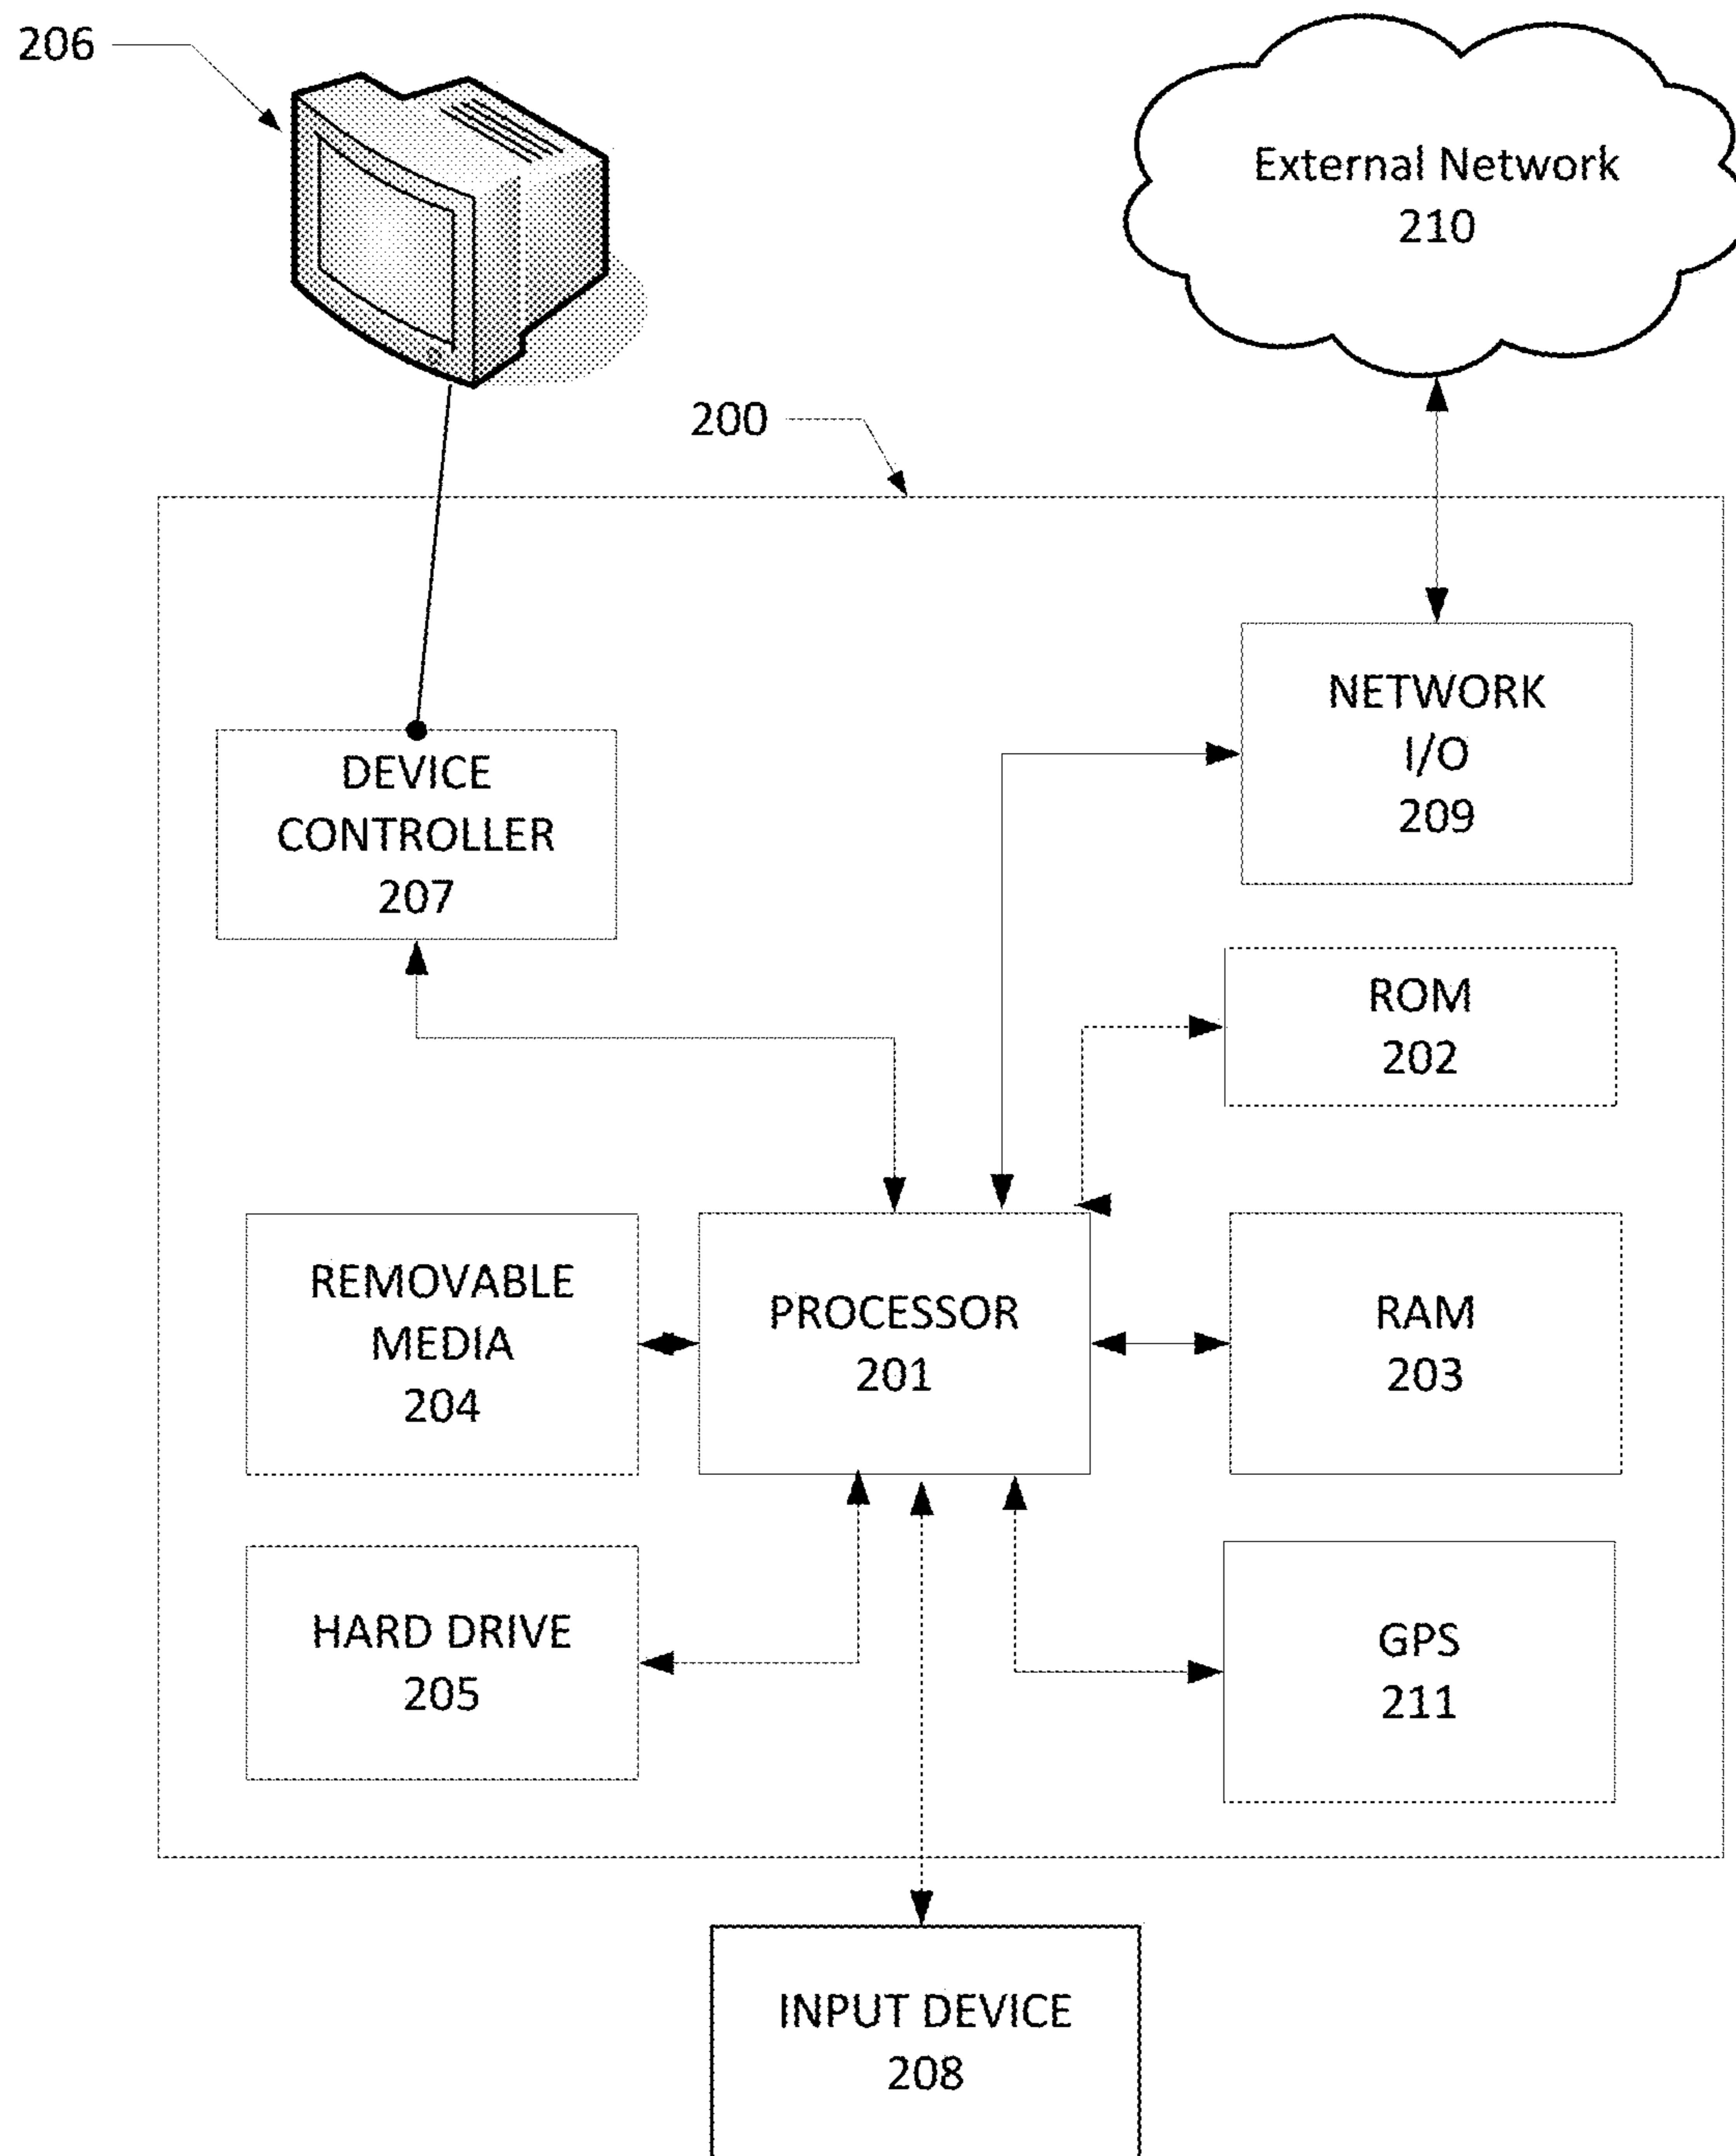 206
External Network
210
200
NETWORK
I/O
209
DEVICE
CONTROLLER
207
ROM
202
REMOVABLE
MEDIA
204
PROCESSOR
201
RAM
203
HARD DRIVE
205
GPS
211
INPUT DEVICE
208